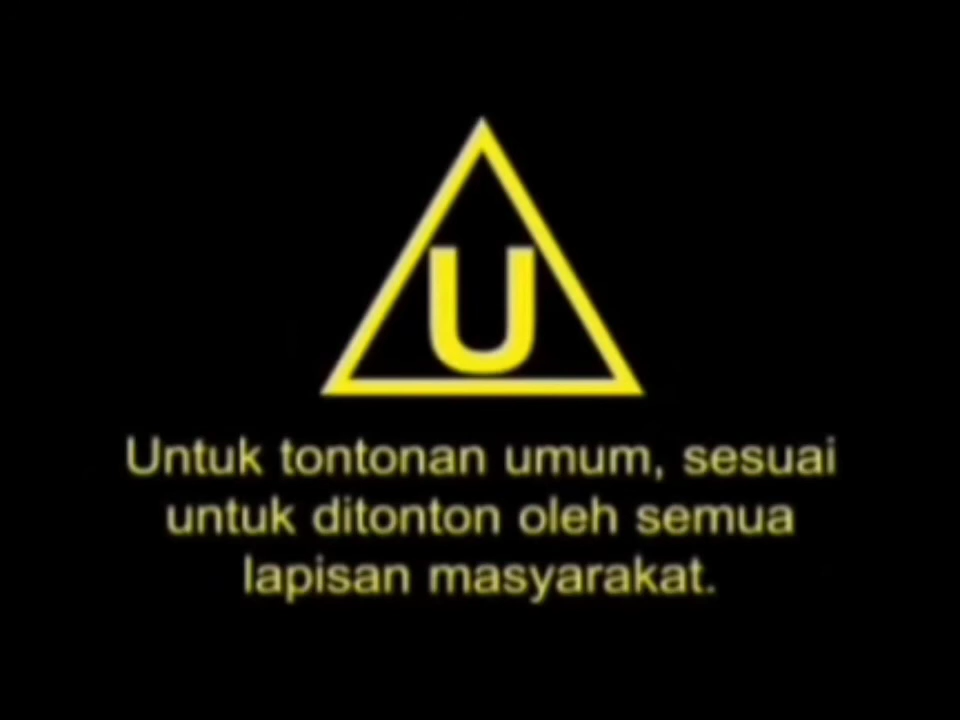 U
Untuk tontonan umum, sesuai
untuk ditonton oleh semua
lapisan masyarakat.